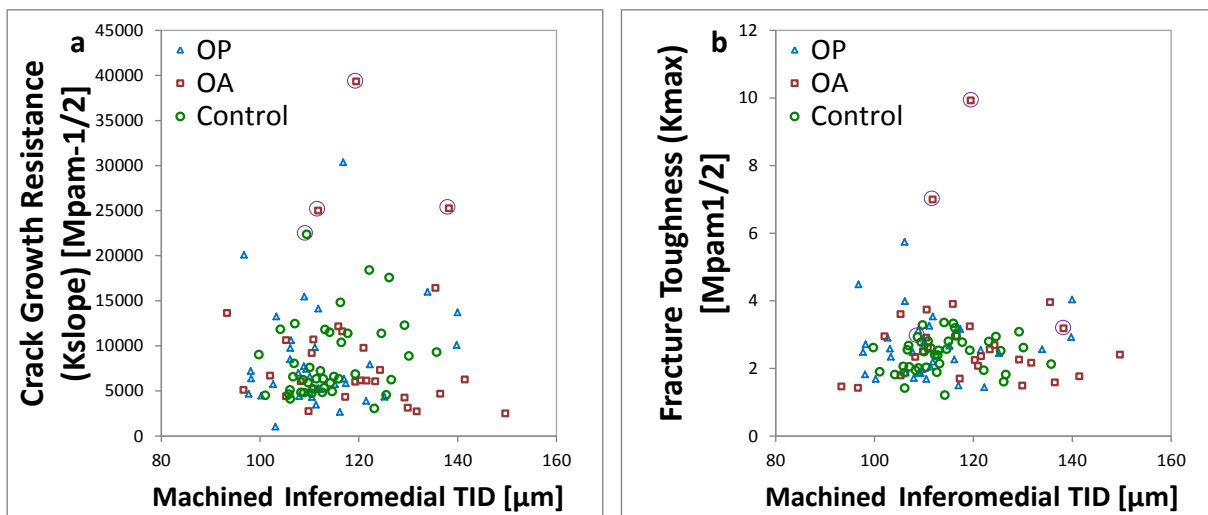 Crack Growth Resistance
(Kslope) [Mpam-1/2]
45000
40000
35000
30000
25000
20000
15000
10000
5000
0
a
OP
OA
Control
80
100
120
140
160
Machined Inferomedial TID [µm]
Fracture Toughness (Kmax)
[Mpam1/2]
12
10
8
6
4
2
0
b
OP
OA
Control
80
100
120
140
160
Machined Inferomedial TID [µm]